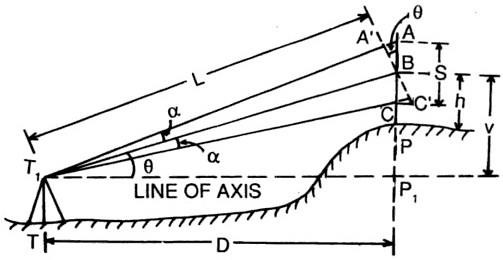 θ
A' A
L
B S
α C' h V
C
α
T₁ θ P
LINE OF AXIS P₁
T D